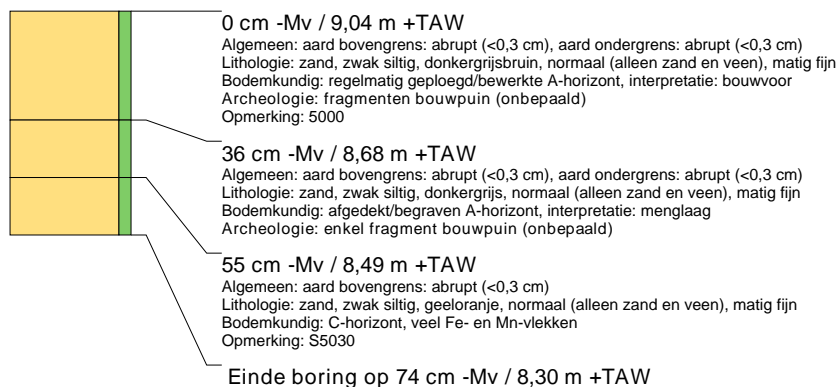 0 cm -Mv / 9,04 m +TAW
Algemeen: aard bovengrens: abrupt (<0,3 cm), aard ondergrens: abrupt (<0,3 cm)
Lithologie: zand, zwak siltig, donkergrijsbruin, normaal (alleen zand en veen), matig fijn
Bodemkundig: regelmatig geploegd/bewerkte A-horizont, interpretatie: bouwvoor
Archeologie: fragmenten bouwpuin (onbepaald)
Opmerking: 5000
36 cm -Mv / 8,68 m +TAW
Algemeen: aard bovengrens: abrupt (<0,3 cm), aard ondergrens: abrupt (<0,3 cm)
Lithologie: zand, zwak siltig, donkergrijs, normaal (alleen zand en veen), matig fijn
Bodemkundig: afgedekt/begraven A-horizont, interpretatie: menglaag
Archeologie: enkel fragment bouwpuin (onbepaald)
55 cm -Mv / 8,49 m +TAW
Algemeen: aard bovengrens: abrupt (<0,3 cm)
Lithologie: zand, zwak siltig, geeloranje, normaal (alleen zand en veen), matig fijn
Bodemkundig: C-horizont, veel Fe- en Mn-vlekken
Opmerking: S5030
Einde boring op 74 cm -Mv / 8,30 m +TAW